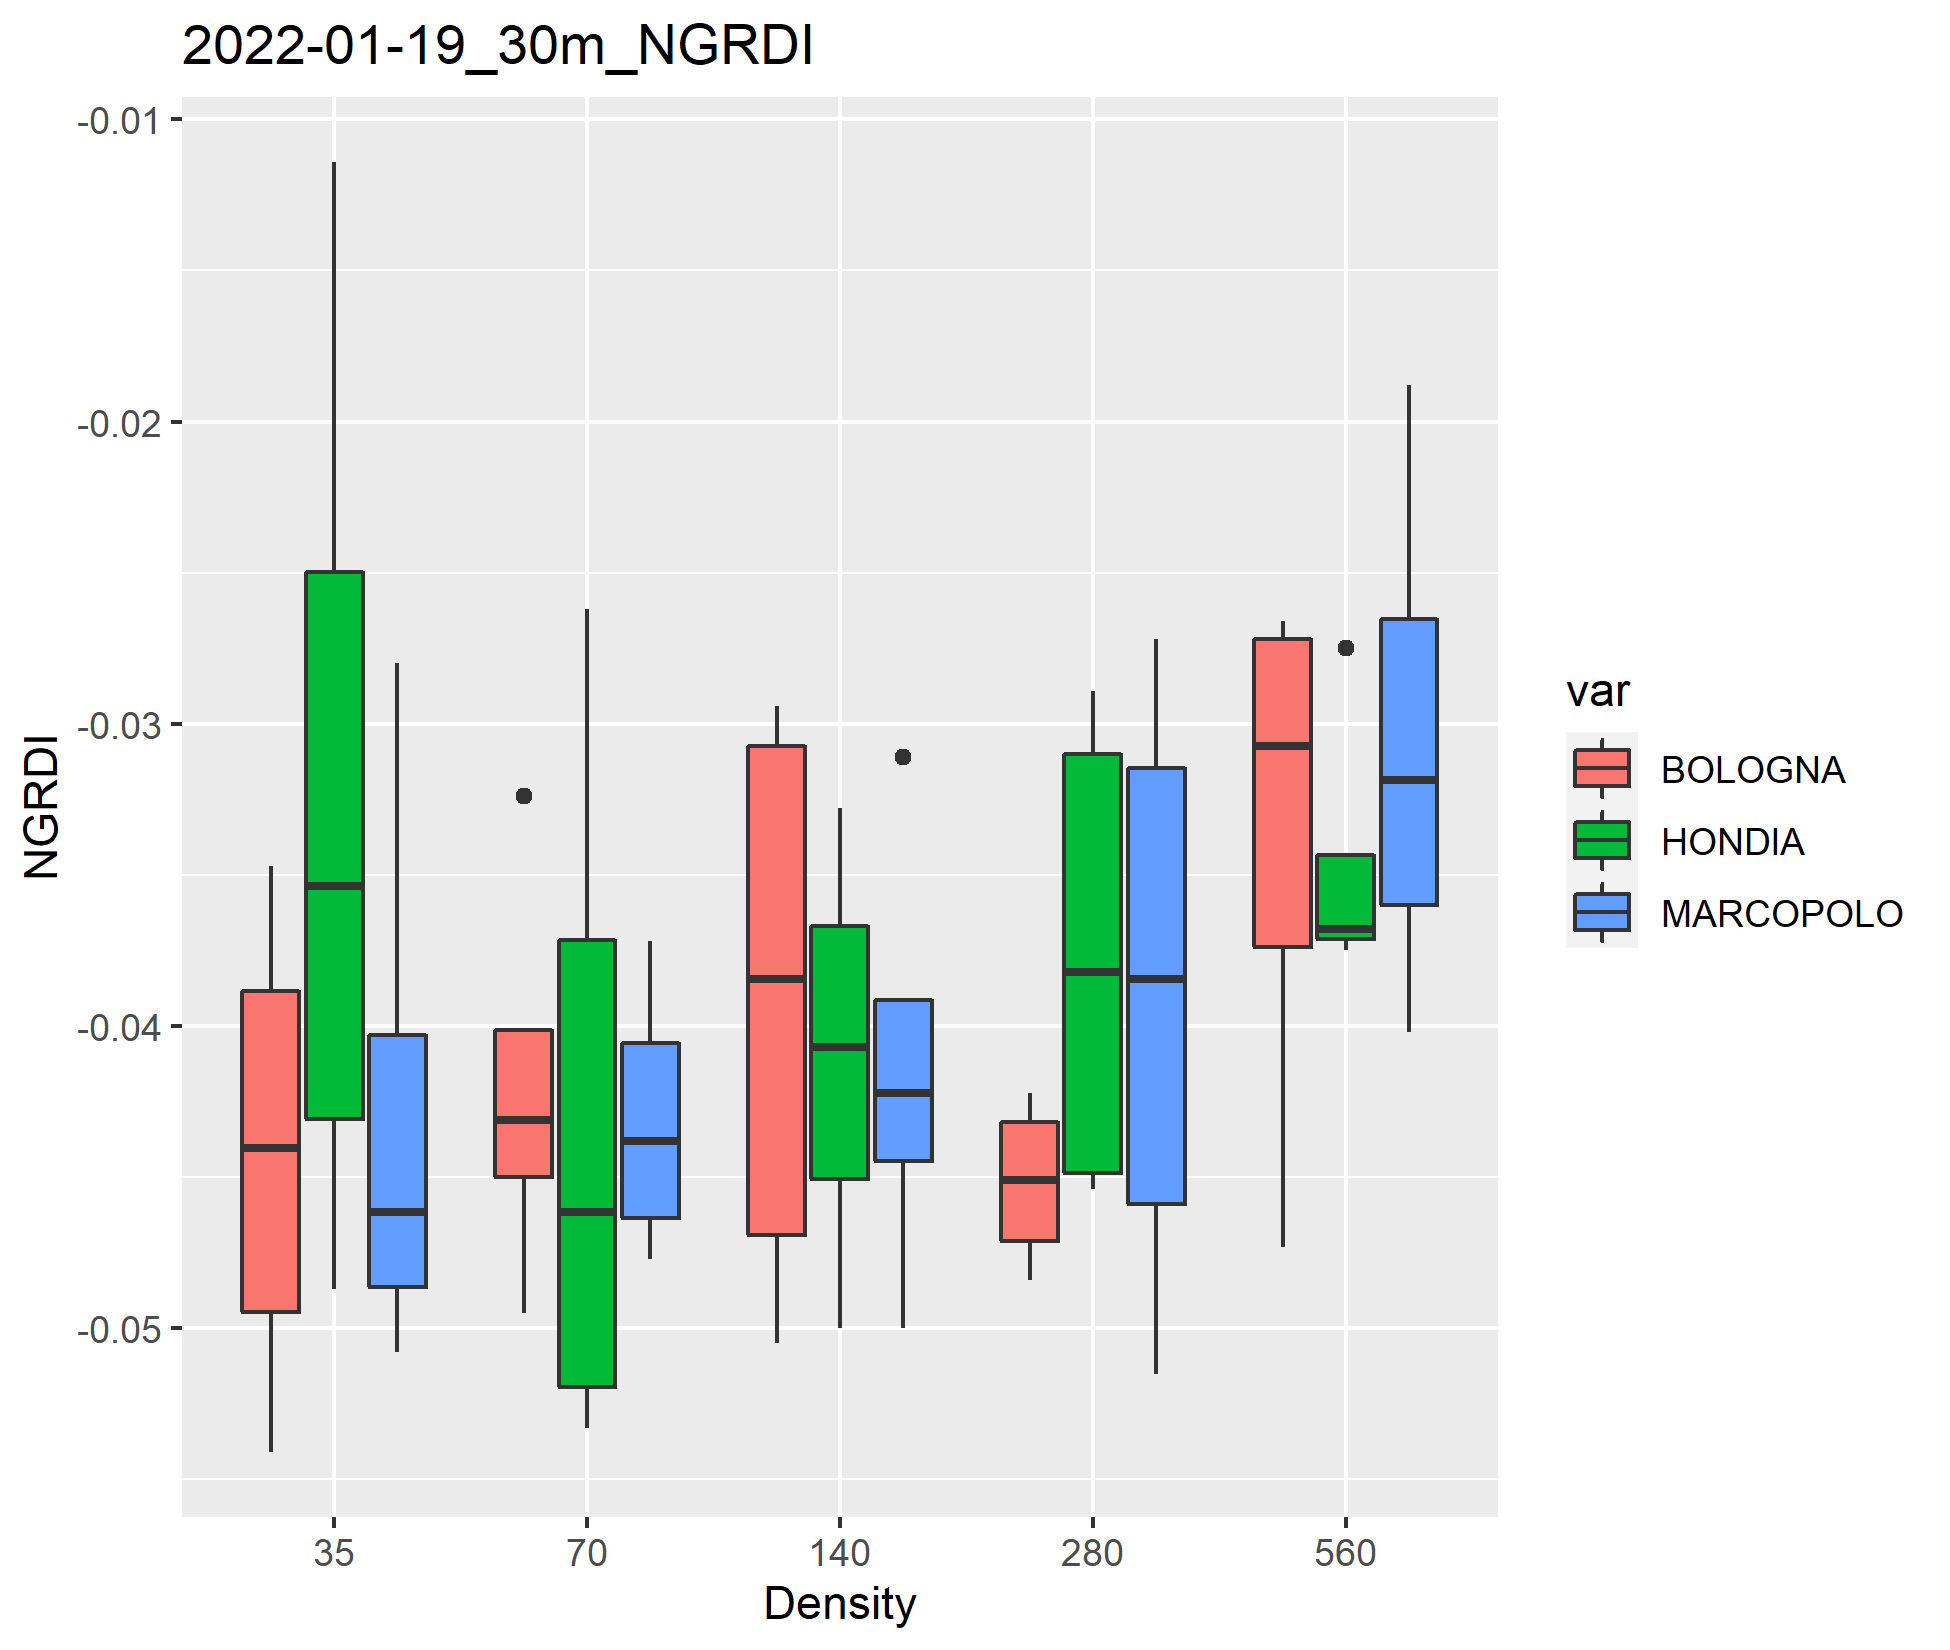 2022-01-19_30m_NGRDI
-0.01
-0.02
-0.03
-0.04
-0.05
NGRDI
35 70 140 280 560
Density
var
BOLOGNA
HONDIA
MARCOPOLO